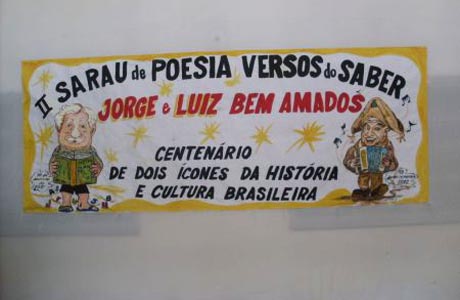 II SARAU de POESIA VERSOS do SABER
JORGE e LUIZ BEM AMADOS
CENTENÁRIO
DE DOIS ÍCONES DA HISTÓRIA
E CULTURA BRASILEIRA